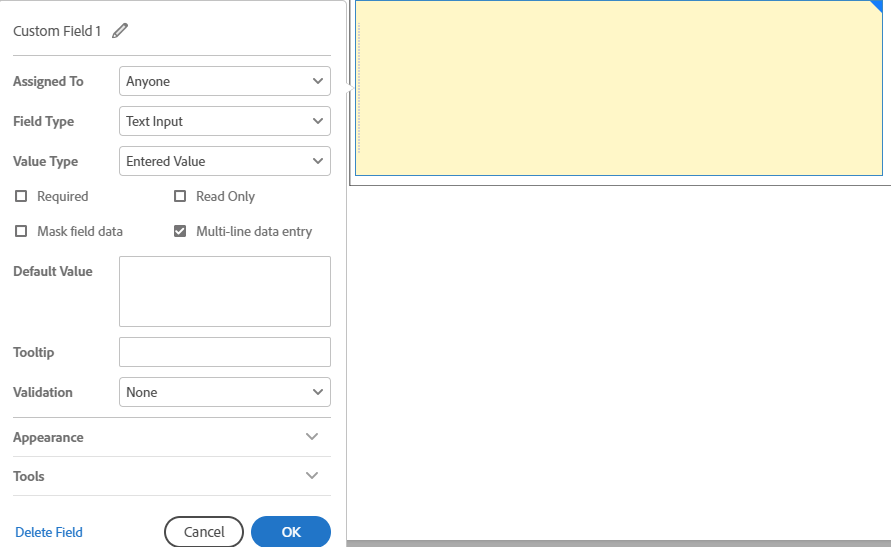 Custom Field 1
Assigned To Anyone
Field Type Text Input
Value Type Entered Value
Required Read Only
Mask field data Multi-line data entry
Default Value
Tooltip
Validation None
Appearance
Tools
Delete Field Cancel OK